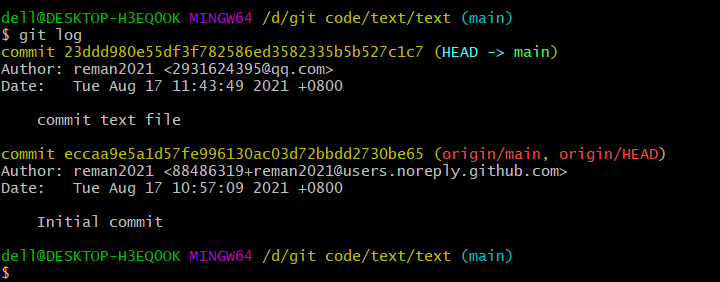 dell@DESKTOP-H3EQOOK MINGW64 /d/git code/text/text (main)
$ git log
commit 23ddd980e55df3f782586ed3582335b5b527c1c7 (HEAD -> main)
Author: reman2021 <2931624395@qq.com>
Date:   Tue Aug 17 11:43:49 2021 +0800
    commit text file
commit eccaa9e5a1d57fe996130ac03d72bbdd2730be65 (origin/main, origin/HEAD)
Author: reman2021 <88486319+reman2021@users.noreply.github.com>
Date:   Tue Aug 17 10:57:09 2021 +0800
    Initial commit
dell@DESKTOP-H3EQOOK MINGW64 /d/git code/text/text (main)
$